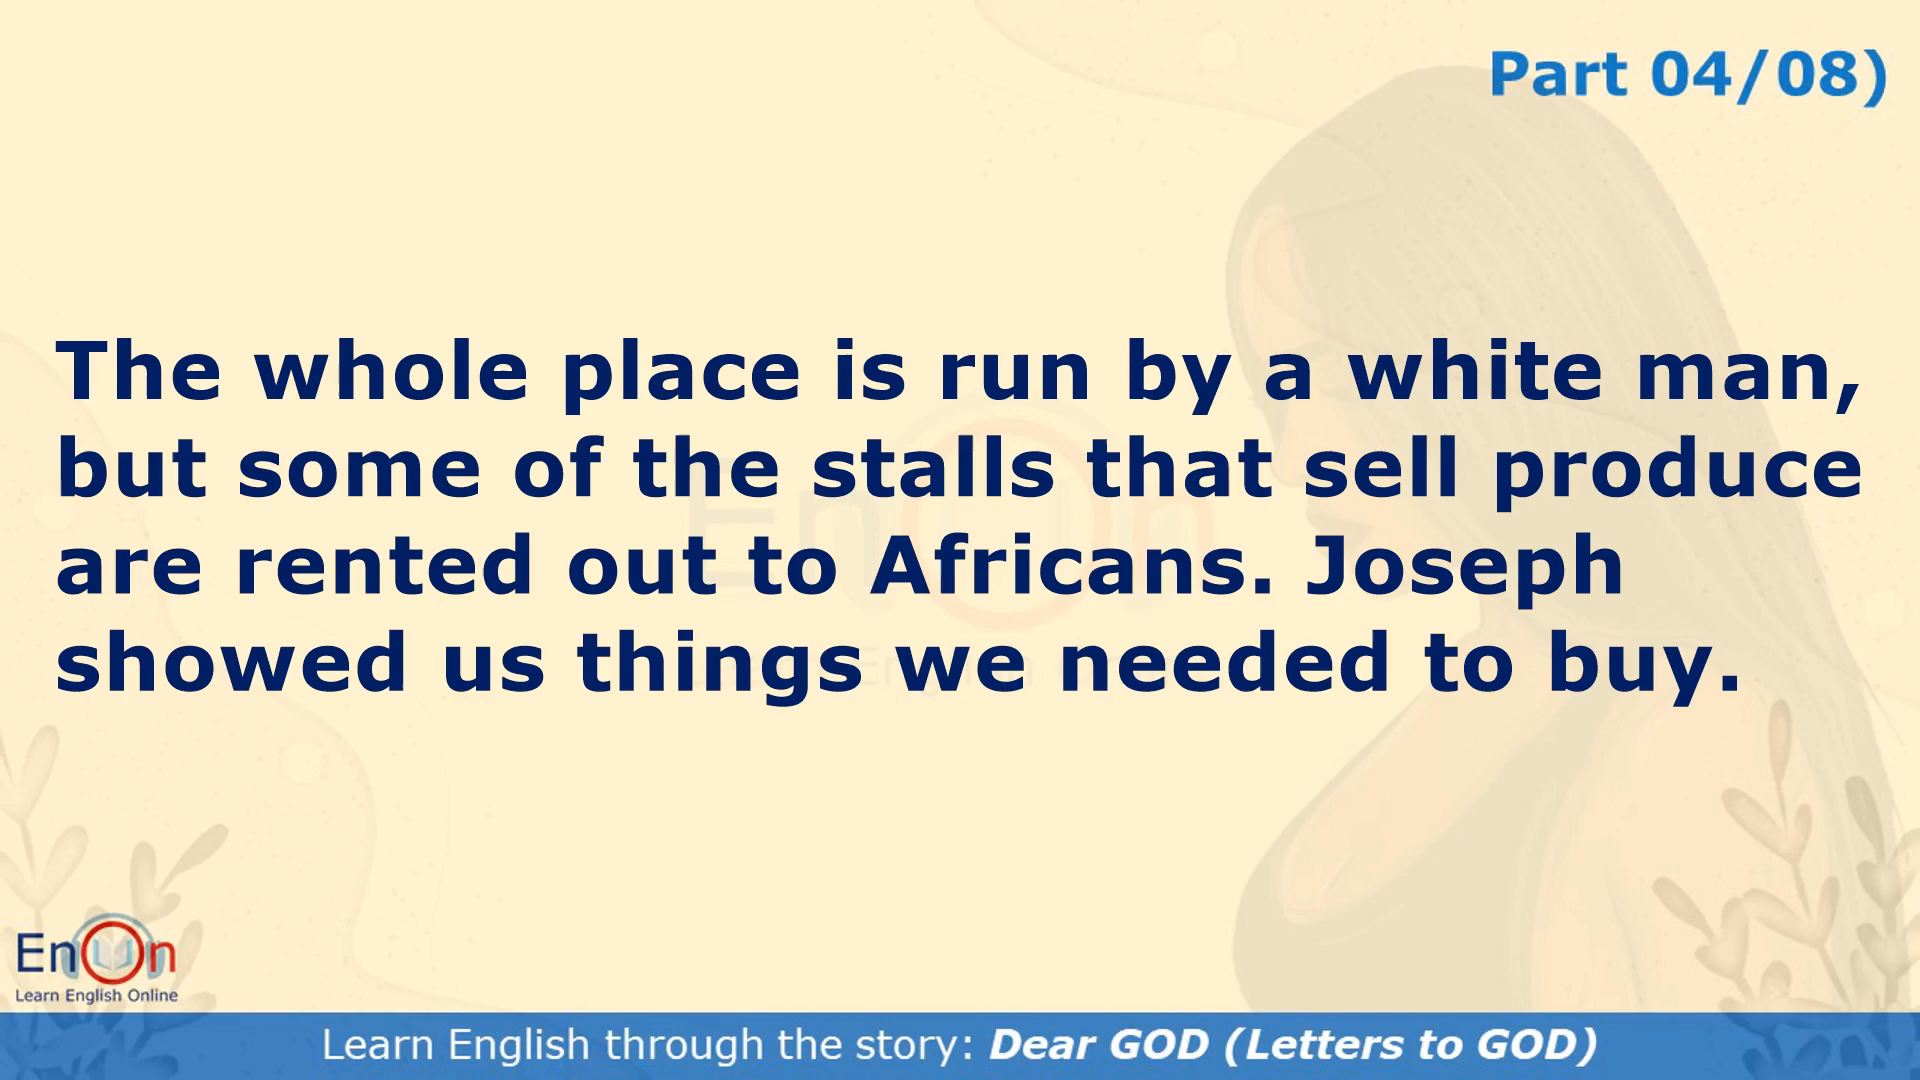 Part 04/08)
The whole place is run by a white man,
but some of the stalls that sell produce
are rented out to Africans. Joseph
showed us things we needed to buy.
EnOn
Learn English Online
Learn English through the story: Dear GOD (Letters to GOD)